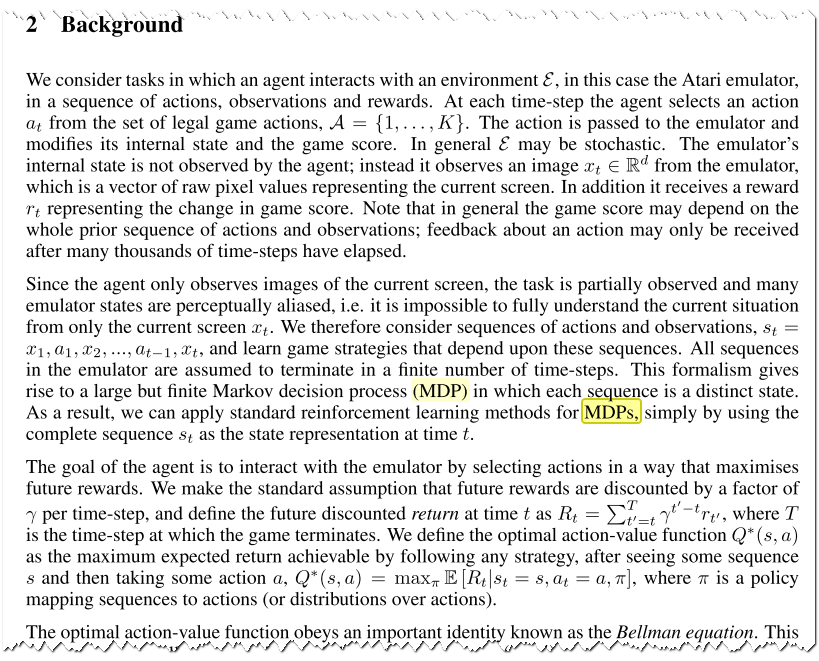 2 Background
We consider tasks in which an agent interacts with an environment ℰ, in this case the Atari emulator,
in a sequence of actions, observations and rewards. At each time-step the agent selects an action
a_t from the set of legal game actions, 𝒜 = {1, . . . , K}. The action is passed to the emulator and
modifies its internal state and the game score. In general ℰ may be stochastic. The emulator's
internal state is not observed by the agent; instead it observes an image x_t ∈ ℝ^d from the emulator,
which is a vector of raw pixel values representing the current screen. In addition it receives a reward
r_t representing the change in game score. Note that in general the game score may depend on the
whole prior sequence of actions and observations; feedback about an action may only be received
after many thousands of time-steps have elapsed.
Since the agent only observes images of the current screen, the task is partially observed and many
emulator states are perceptually aliased, i.e. it is impossible to fully understand the current situation
from only the current screen x_t. We therefore consider sequences of actions and observations, s_t =
x_1, a_1, x_2, ..., a_{t−1}, x_t, and learn game strategies that depend upon these sequences. All sequences
in the emulator are assumed to terminate in a finite number of time-steps. This formalism gives
rise to a large but finite Markov decision process (MDP) in which each sequence is a distinct state.
As a result, we can apply standard reinforcement learning methods for MDPs, simply by using the
complete sequence s_t as the state representation at time t.
The goal of the agent is to interact with the emulator by selecting actions in a way that maximises
future rewards. We make the standard assumption that future rewards are discounted by a factor of
γ per time-step, and define the future discounted return at time t as R_t = ∑_{t'=t}^{T} γ^{t'−t} r_{t'}, where T
is the time-step at which the game terminates. We define the optimal action-value function Q*(s, a)
as the maximum expected return achievable by following any strategy, after seeing some sequence
s and then taking some action a, Q*(s, a) = max_π 𝔼 [R_t|s_t = s, a_t = a, π], where π is a policy
mapping sequences to actions (or distributions over actions).
The optimal action-value function obeys an important identity known as the Bellman equation. This